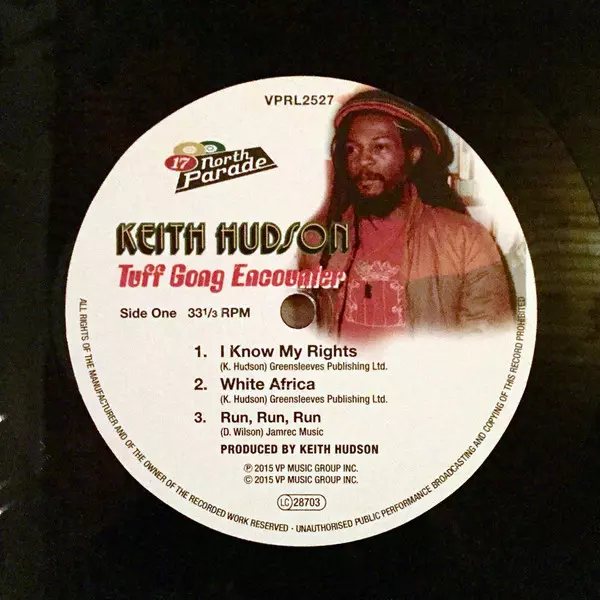 VPRL2527
17 North
Parade
KEITH HUDSON
Tuff Gong Encounter
Side One 33 1/3 RPM
1. I Know My Rights
(K. Hudson) Greensleeves Publishing Ltd.
2. White Africa
(K. Hudson) Greensleeves Publishing Ltd.
3. Run, Run, Run
(D. Wilson) Jamrec Music
PRODUCED BY KEITH HUDSON
℗ 2015 VP MUSIC GROUP INC.
© 2015 VP MUSIC GROUP INC.
LC 28703
ALL RIGHTS OF THE MANUFACTURER AND OF THE OWNER OF THE RECORDED WORK RESERVED · UNAUTHORISED PUBLIC PERFORMANCE BROADCASTING AND COPYING OF THIS RECORD PROHIBITED